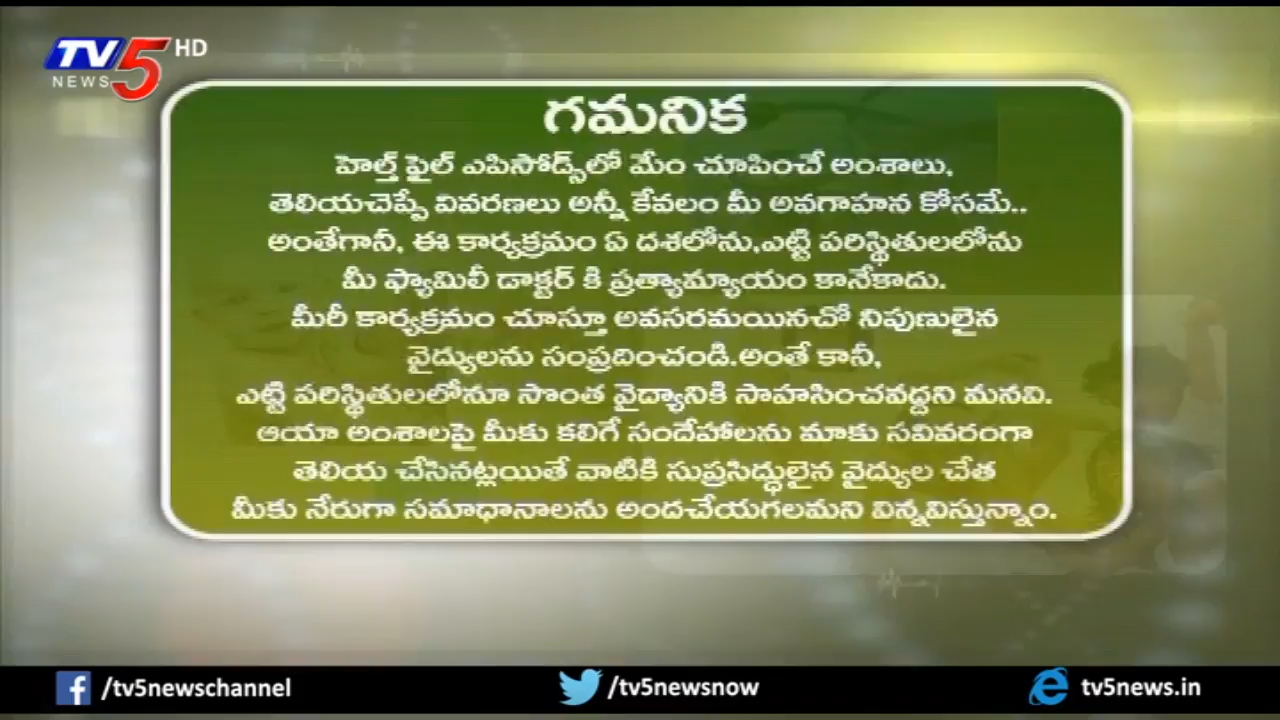 TV5 HD
NEWS
గమనిక
హెల్త్ ఫైల్ ఎపిసోడ్స్‌లో మేం చూపించే అంశాలు,
తెలియచెప్పే వివరణలు అన్నీ కేవలం మీ అవగాహన కోసమే..
అంతేగానీ, ఈ కార్యక్రమం ఏ దశలోను,ఎట్టి పరిస్థితులలోను
మీ ఫ్యామిలీ డాక్టర్ కి ప్రత్యామ్యాయం కానేకాదు.
మీరీ కార్యక్రమం చూస్తూ అవసరమయినచో నిపుణులైన
వైద్యులను సంప్రదించండి.అంతే కానీ,
ఎట్టి పరిస్థితులలోనూ సొంత వైద్యానికి సాహసించవద్దని మనవి.
ఆయా అంశాలపై మీకు కలిగే సందేహాలను మాకు సవివరంగా
తెలియ చేసినట్లయితే వాటికి సుప్రసిద్ధులైన వైద్యుల చేత
మీకు నేరుగా సమాధానాలను అందచేయగలమని విన్నవిస్తున్నాం.
/tv5newschannel
/tv5newsnow
tv5news.in